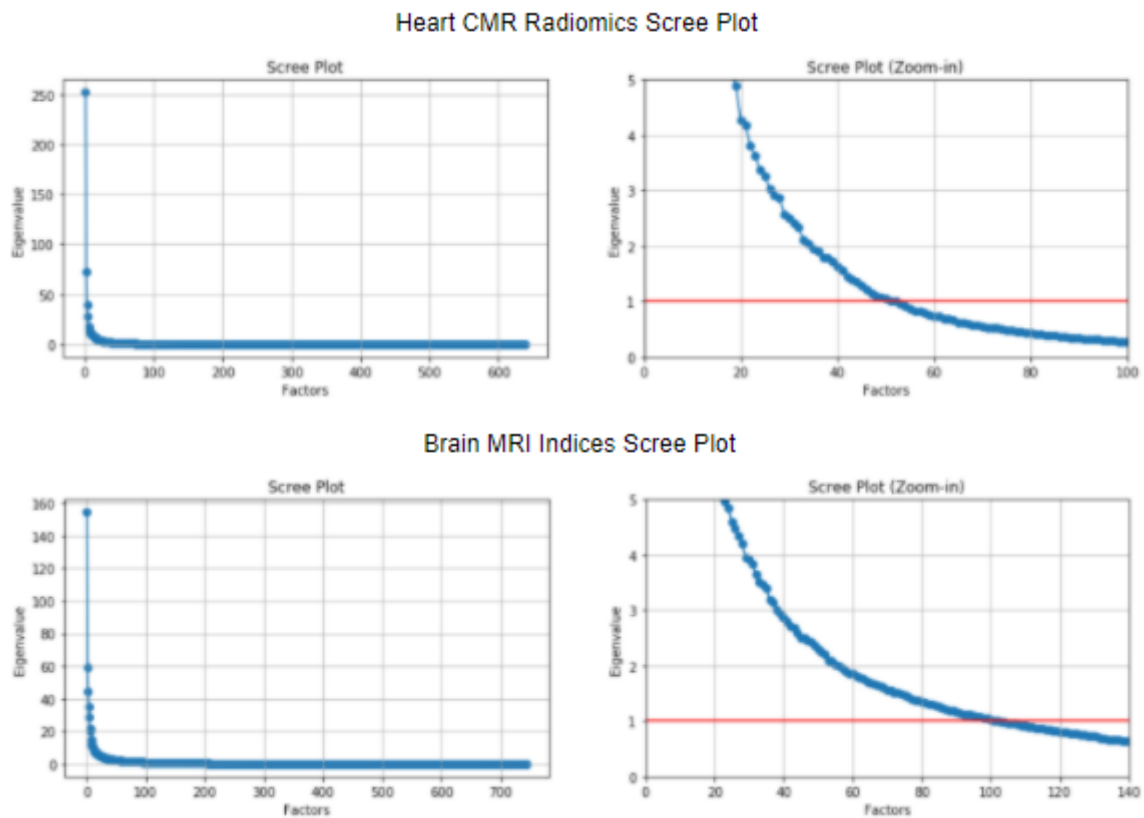 Heart CMR Radiomics Scree Plot
Scree Plot
250
200
150
100
50
0
Eigenvalue
0 100 200 300 400 500 600
Factors
Scree Plot (Zoom-in)
5
4
3
2
1
0
Eigenvalue
0 20 40 60 80 100
Factors
Brain MRI Indices Scree Plot
Scree Plot
160
140
120
100
80
60
40
20
0
Eigenvalue
0 100 200 300 400 500 600 700
Factors
Scree Plot (Zoom-in)
5
4
3
2
1
0
Eigenvalue
0 20 40 60 80 100 120 140
Factors